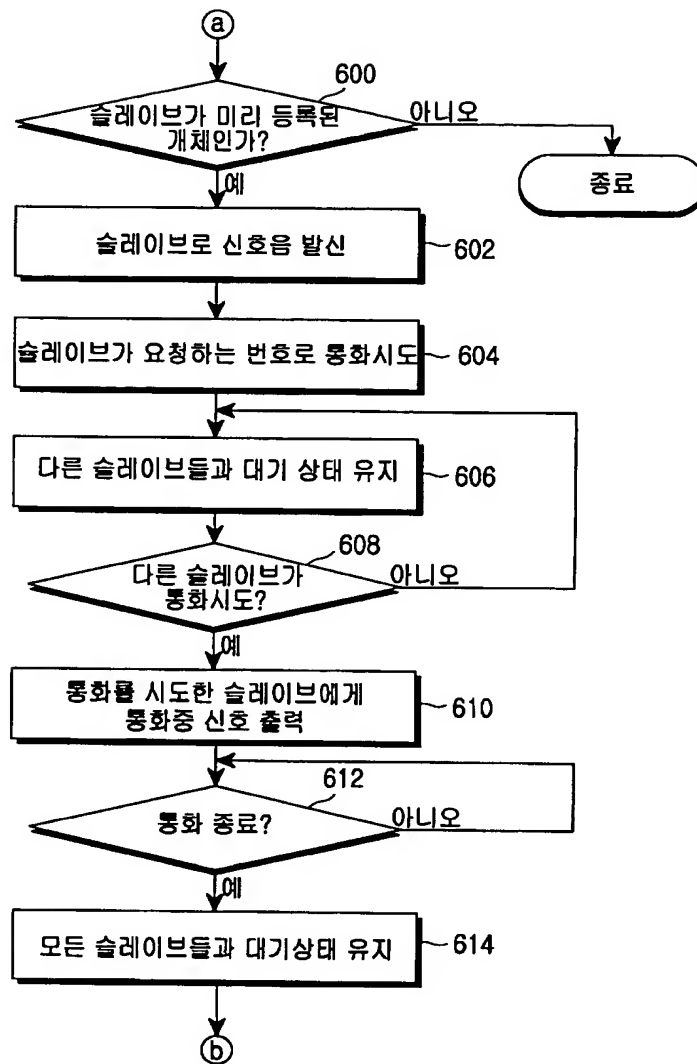 a
600
슬레이브가 미리 등록된
개체인가?
아니오
종료
예
슬레이브로 신호음 발신
602
슬레이브가 요청하는 번호로 통화시도
604
다른 슬레이브들과 대기 상태 유지
606
608
다른 슬레이브가
통화시도?
아니오
예
통화를 시도한 슬레이브에게
통화중 신호 출력
610
612
통화 종료?
아니오
예
모든 슬레이브들과 대기상태 유지
614
b